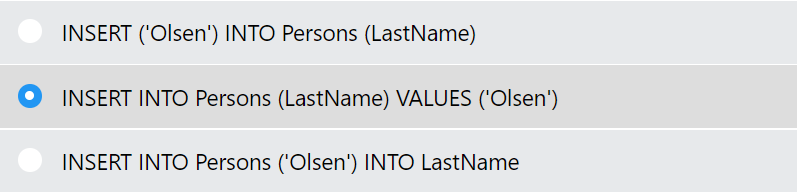 INSERT ('Olsen') INTO Persons (LastName)
INSERT INTO Persons (LastName) VALUES ('Olsen')
INSERT INTO Persons ('Olsen') INTO LastName